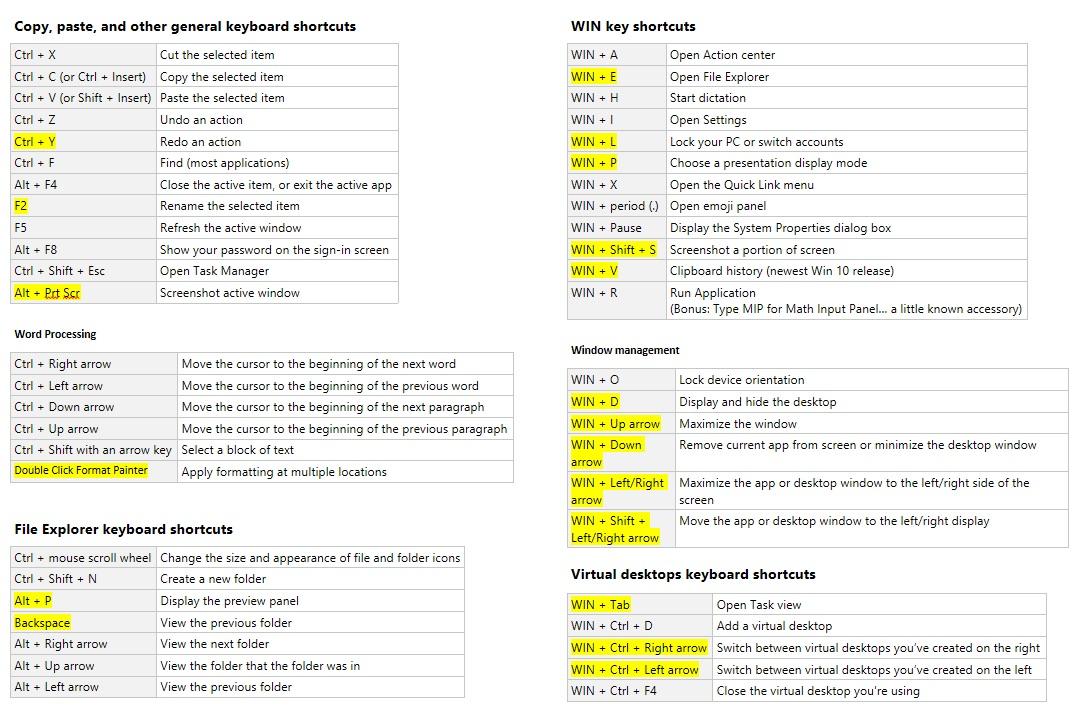 Copy, paste, and other general keyboard shortcuts
Ctrl + X Cut the selected item
Ctrl + C (or Ctrl + Insert) Copy the selected item
Ctrl + V (or Shift + Insert) Paste the selected item
Ctrl + Z Undo an action
Ctrl + Y Redo an action
Ctrl + F Find (most applications)
Alt + F4 Close the active item, or exit the active app
F2 Rename the selected item
F5 Refresh the active window
Alt + F8 Show your password on the sign-in screen
Ctrl + Shift + Esc Open Task Manager
Alt + Prt Scr Screenshot active window
Word Processing
Ctrl + Right arrow Move the cursor to the beginning of the next word
Ctrl + Left arrow Move the cursor to the beginning of the previous word
Ctrl + Down arrow Move the cursor to the beginning of the next paragraph
Ctrl + Up arrow Move the cursor to the beginning of the previous paragraph
Ctrl + Shift with an arrow key Select a block of text
Double Click Format Painter Apply formatting at multiple locations
File Explorer keyboard shortcuts
Ctrl + mouse scroll wheel Change the size and appearance of file and folder icons
Ctrl + Shift + N Create a new folder
Alt + P Display the preview panel
Backspace View the previous folder
Alt + Right arrow View the next folder
Alt + Up arrow View the folder that the folder was in
Alt + Left arrow View the previous folder
WIN key shortcuts
WIN + A Open Action center
WIN + E Open File Explorer
WIN + H Start dictation
WIN + I Open Settings
WIN + L Lock your PC or switch accounts
WIN + P Choose a presentation display mode
WIN + X Open the Quick Link menu
WIN + period (.) Open emoji panel
WIN + Pause Display the System Properties dialog box
WIN + Shift + S Screenshot a portion of screen
WIN + V Clipboard history (newest Win 10 release)
WIN + R Run Application
(Bonus: Type MIP for Math Input Panel... a little known accessory)
Window management
WIN + O Lock device orientation
WIN + D Display and hide the desktop
WIN + Up arrow Maximize the window
WIN + Down Remove current app from screen or minimize the desktop window
arrow
WIN + Left/Right Maximize the app or desktop window to the left/right side of the
arrow screen
WIN + Shift + Move the app or desktop window to the left/right display
Left/Right arrow
Virtual desktops keyboard shortcuts
WIN + Tab Open Task view
WIN + Ctrl + D Add a virtual desktop
WIN + Ctrl + Right arrow Switch between virtual desktops you've created on the right
WIN + Ctrl + Left arrow Switch between virtual desktops you've created on the left
WIN + Ctrl + F4 Close the virtual desktop you're using